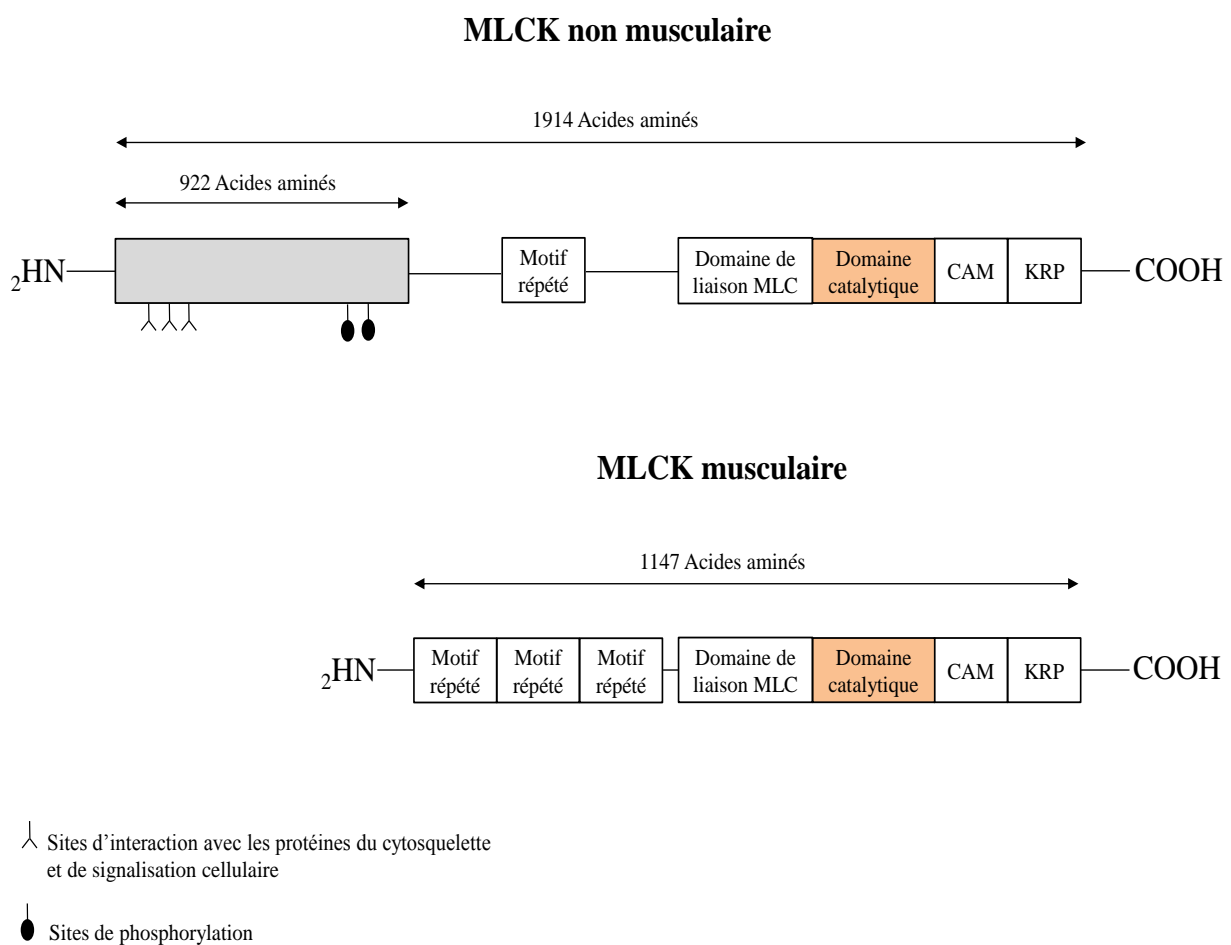 MLCK non musculaire
1914 Acides aminés
922 Acides aminés
₂HN
Motif
répété
Domaine de
liaison MLC
Domaine
catalytique
CAM
KRP
COOH
MLCK musculaire
1147 Acides aminés
₂HN
Motif
répété
Motif
répété
Motif
répété
Domaine de
liaison MLC
Domaine
catalytique
CAM
KRP
COOH
Sites d’interaction avec les protéines du cytosquelette
et de signalisation cellulaire
Sites de phosphorylation